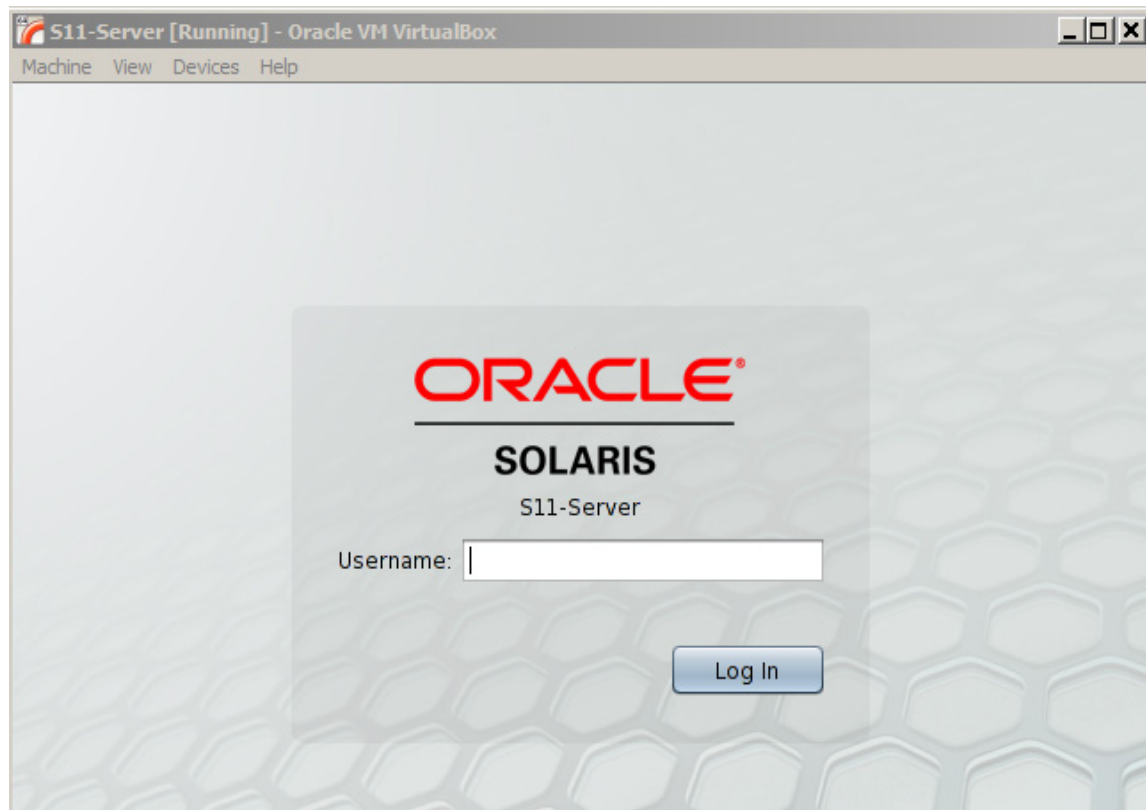 S11-Server [Running] - Oracle VM VirtualBox
Machine View Devices Help
ORACLE®
SOLARIS
S11-Server
Username:
Log In